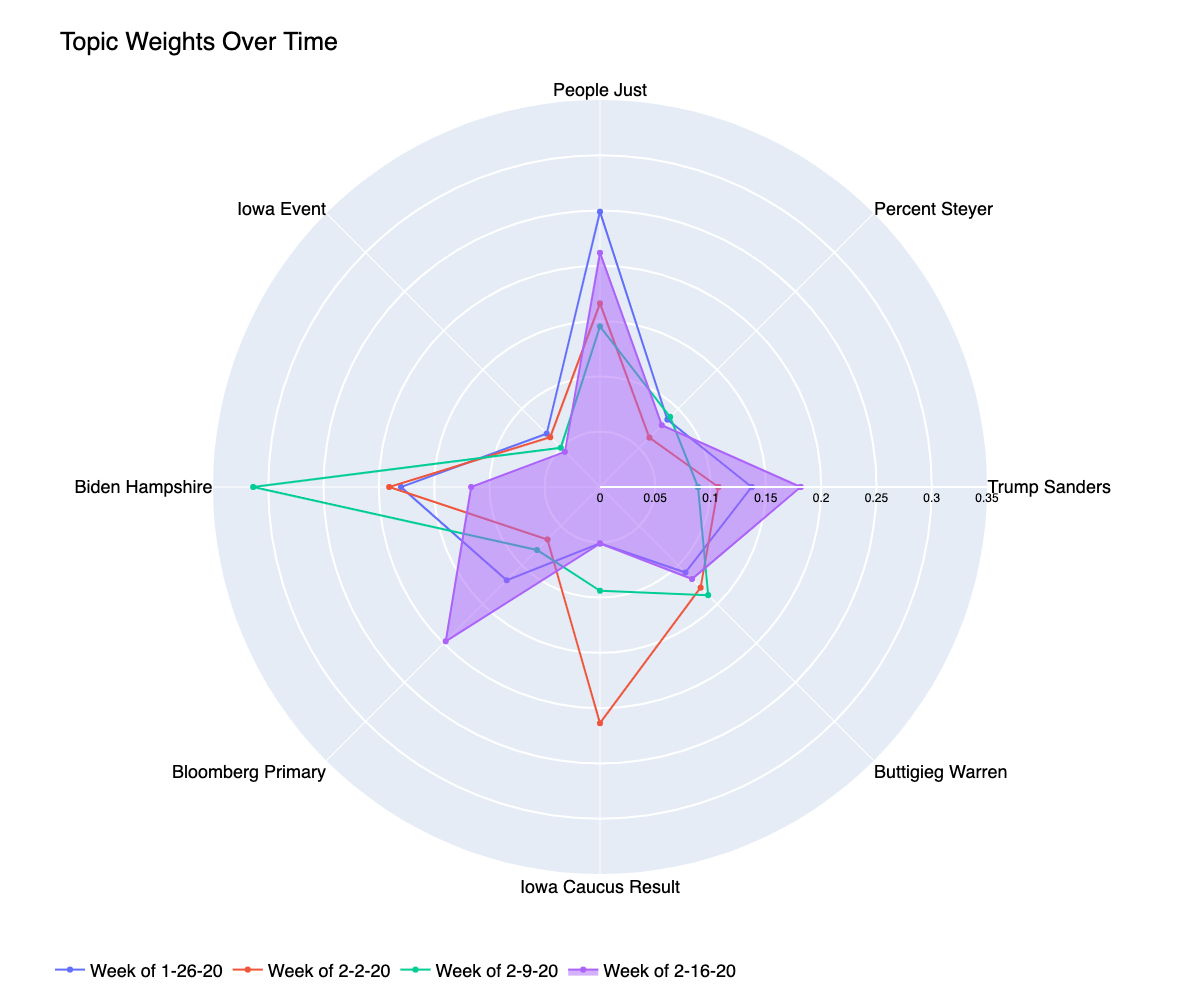 Topic Weights Over Time
People Just
Iowa Event
Percent Steyer
Biden Hampshire
0 0.05 0.1 0.15 0.2 0.25 0.3 0.35
Trump Sanders
Bloomberg Primary
Buttigieg Warren
Iowa Caucus Result
Week of 1-26-20 Week of 2-2-20 Week of 2-9-20 Week of 2-16-20